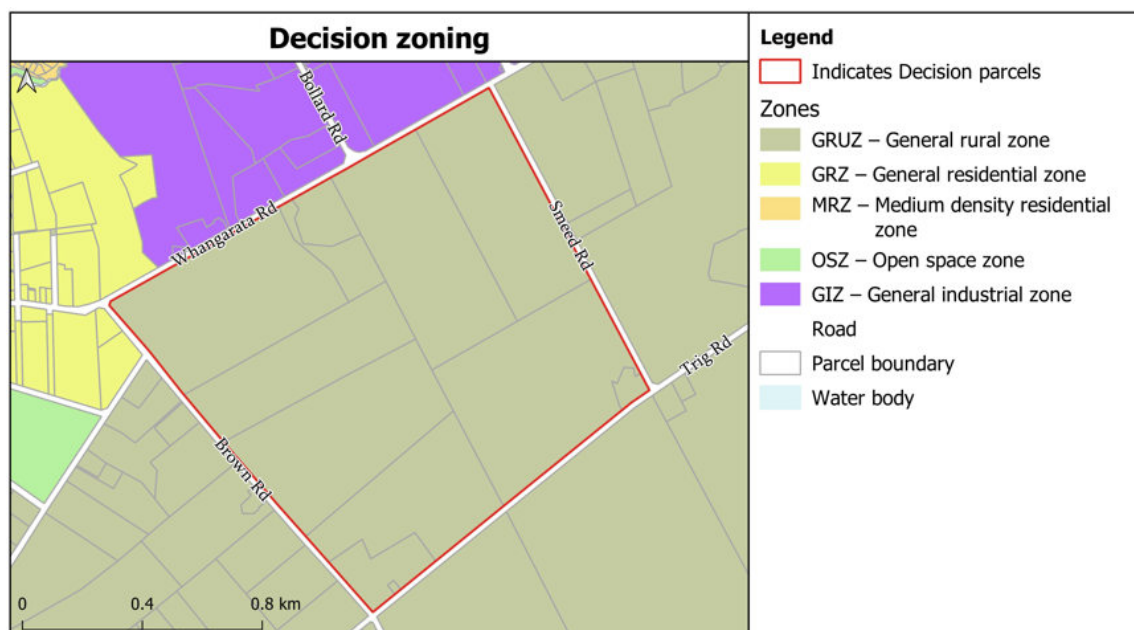 Decision zoning
Bollard Rd
Whangarata Rd
Smeed Rd
Trig Rd
Brown Rd
0
0.4
0.8 km
Legend
Indicates Decision parcels
Zones
GRUZ – General rural zone
GRZ – General residential zone
MRZ – Medium density residential
zone
OSZ – Open space zone
GIZ – General industrial zone
Road
Parcel boundary
Water body